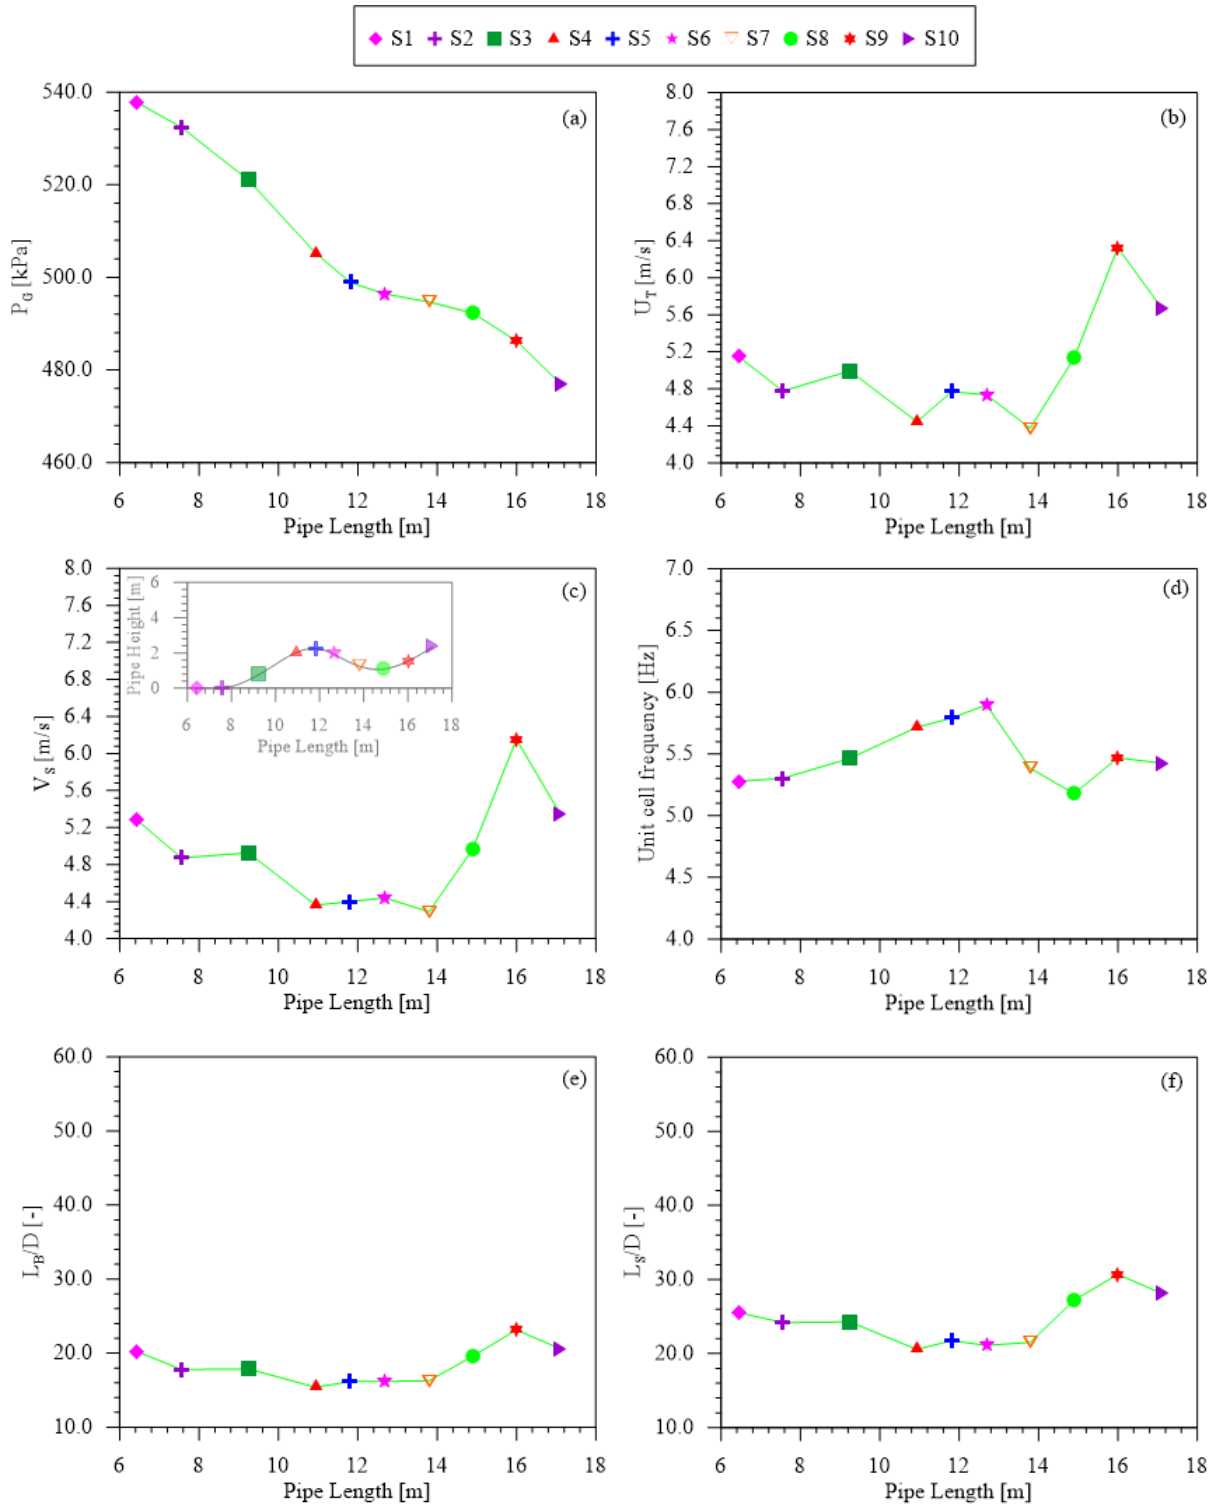 S1 S2 S3 S4 S5 S6 S7 S8 S9 S10
(a)
P_G [kPa]
540.0
520.0
500.0
480.0
460.0
6 8 10 12 14 16 18
Pipe Length [m]
(b)
U_T [m/s]
8.0
7.6
7.2
6.8
6.4
6.0
5.6
5.2
4.8
4.4
4.0
6 8 10 12 14 16 18
Pipe Length [m]
(c)
V_S [m/s]
8.0
7.6
7.2
6.8
6.4
6.0
5.6
5.2
4.8
4.4
4.0
6 8 10 12 14 16 18
Pipe Length [m]
Pipe Height [m]
6
4
2
0
6 8 10 12 14 16 18
Pipe Length [m]
(d)
Unit cell frequency [Hz]
7.0
6.5
6.0
5.5
5.0
4.5
4.0
6 8 10 12 14 16 18
Pipe Length [m]
(e)
L_B/D [-]
60.0
50.0
40.0
30.0
20.0
10.0
6 8 10 12 14 16 18
Pipe Length [m]
(f)
L_S/D [-]
60.0
50.0
40.0
30.0
20.0
10.0
6 8 10 12 14 16 18
Pipe Length [m]